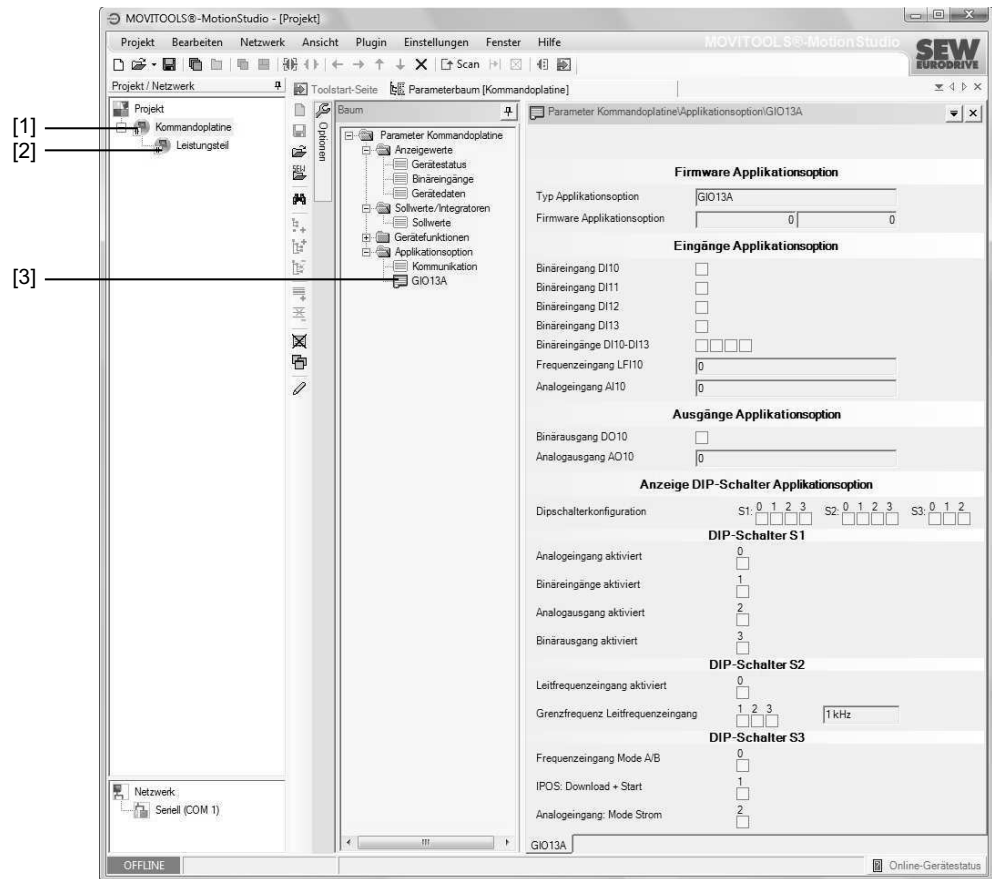 MOVITOOLS®-MotionStudio - [Projekt]
Projekt Bearbeiten Netzwerk Ansicht Plugin Einstellungen Fenster Hilfe
MOVITOOLS®-MotionStudio
SEW
EURODRIVE
Scan
Projekt / Netzwerk
Toolstart-Seite Parameterbaum [Kommandoplatine]
[1]
[2]
[3]
Projekt
Kommandoplatine
Leistungsteil
Netzwerk
Seriell (COM 1)
Optionen
Baum
Parameter Kommandoplatine
Anzeigewerte
Gerätestatus
Binäreingänge
Gerätedaten
Sollwerte/Integratoren
Sollwerte
Gerätefunktionen
Applikationsoption
Kommunikation
GIO13A
Parameter Kommandoplatine\Applikationsoption\GIO13A
Firmware Applikationsoption
Typ Applikationsoption GIO13A
Firmware Applikationsoption 0 0
Eingänge Applikationsoption
Binäreingang DI10
Binäreingang DI11
Binäreingang DI12
Binäreingang DI13
Binäreingänge DI10-DI13
Frequenzeingang LFI10 0
Analogeingang AI10 0
Ausgänge Applikationsoption
Binärausgang DO10
Analogausgang AO10 0
Anzeige DIP-Schalter Applikationsoption
Dipschalterkonfiguration S1: 0 1 2 3 S2: 0 1 2 3 S3: 0 1 2
DIP-Schalter S1
Analogeingang aktiviert 0
Binäreingänge aktiviert 1
Analogausgang aktiviert 2
Binärausgang aktiviert 3
DIP-Schalter S2
Leitfrequenzeingang aktiviert 0
Grenzfrequenz Leitfrequenzeingang 1 2 3 1 kHz
DIP-Schalter S3
Frequenzeingang Mode A/B 0
IPOS: Download + Start 1
Analogeingang: Mode Strom 2
GIO13A
OFFLINE
Online-Gerätestatus